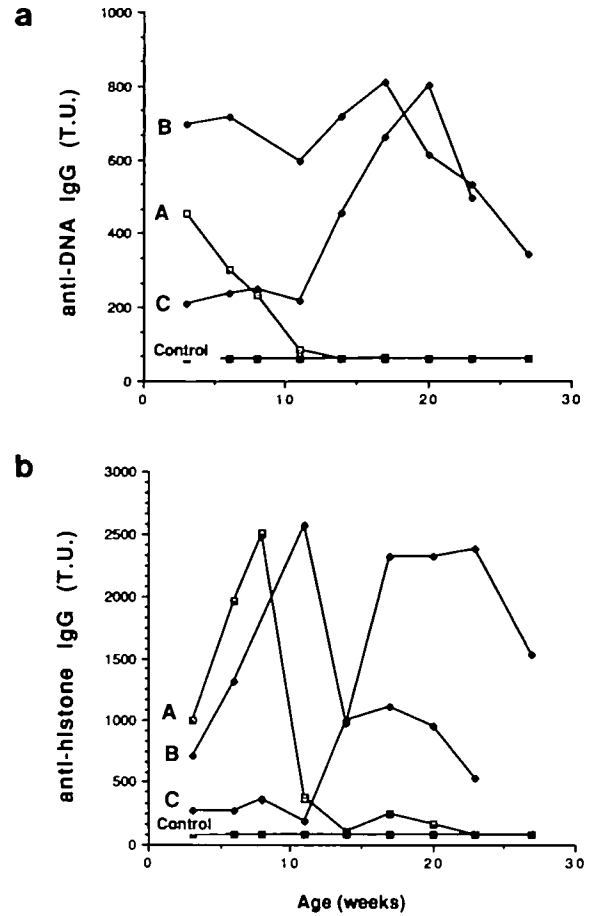 a
anti-DNA IgG (T.U.)
1000
800
600
400
200
0
B
A
C
Control
0 10 20 30
b
anti-histone IgG (T.U.)
3000
2500
2000
1500
1000
500
0
A
B
C
Control
0 10 20 30
Age (weeks)